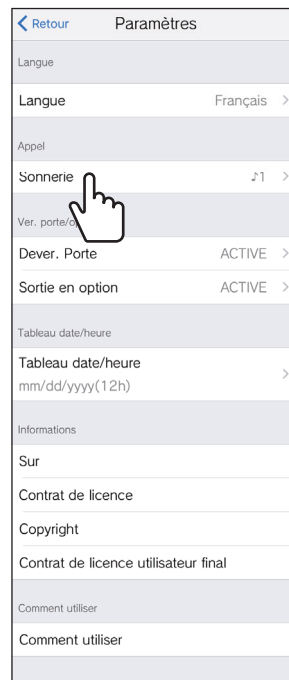 Retour Paramètres
Langue
Langue Français
Appel
Sonnerie ♪1
Ver. porte/o
Dever. Porte ACTIVE
Sortie en option ACTIVE
Tableau date/heure
Tableau date/heure
mm/dd/yyyy(12h)
Informations
Sur
Contrat de licence
Copyright
Contrat de licence utilisateur final
Comment utiliser
Comment utiliser